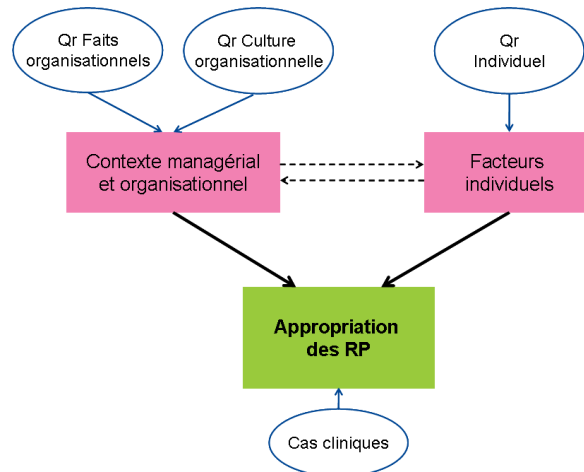 Qr Faits
organisationnels
Qr Culture
organisationnelle
Qr
Individuel
Contexte managérial
et organisationnel
Facteurs
individuels
Appropriation
des RP
Cas cliniques